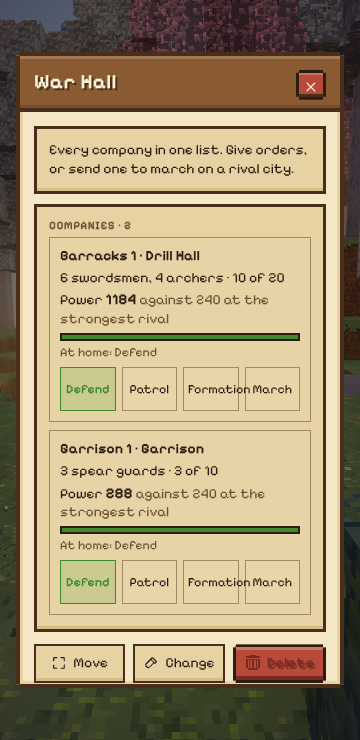 War Hall
Every company in one list. Give orders,
or send one to march on a rival city.
COMPANIES · 2
Barracks 1 · Drill Hall
6 swordsmen, 4 archers · 10 of 20
Power 1184 against 240 at the
strongest rival
At home: Defend
Defend Patrol Formation March
Garrison 1 · Garrison
3 spear guards · 3 of 10
Power 288 against 240 at the
strongest rival
At home: Defend
Defend Patrol Formation March
Move Change Delete